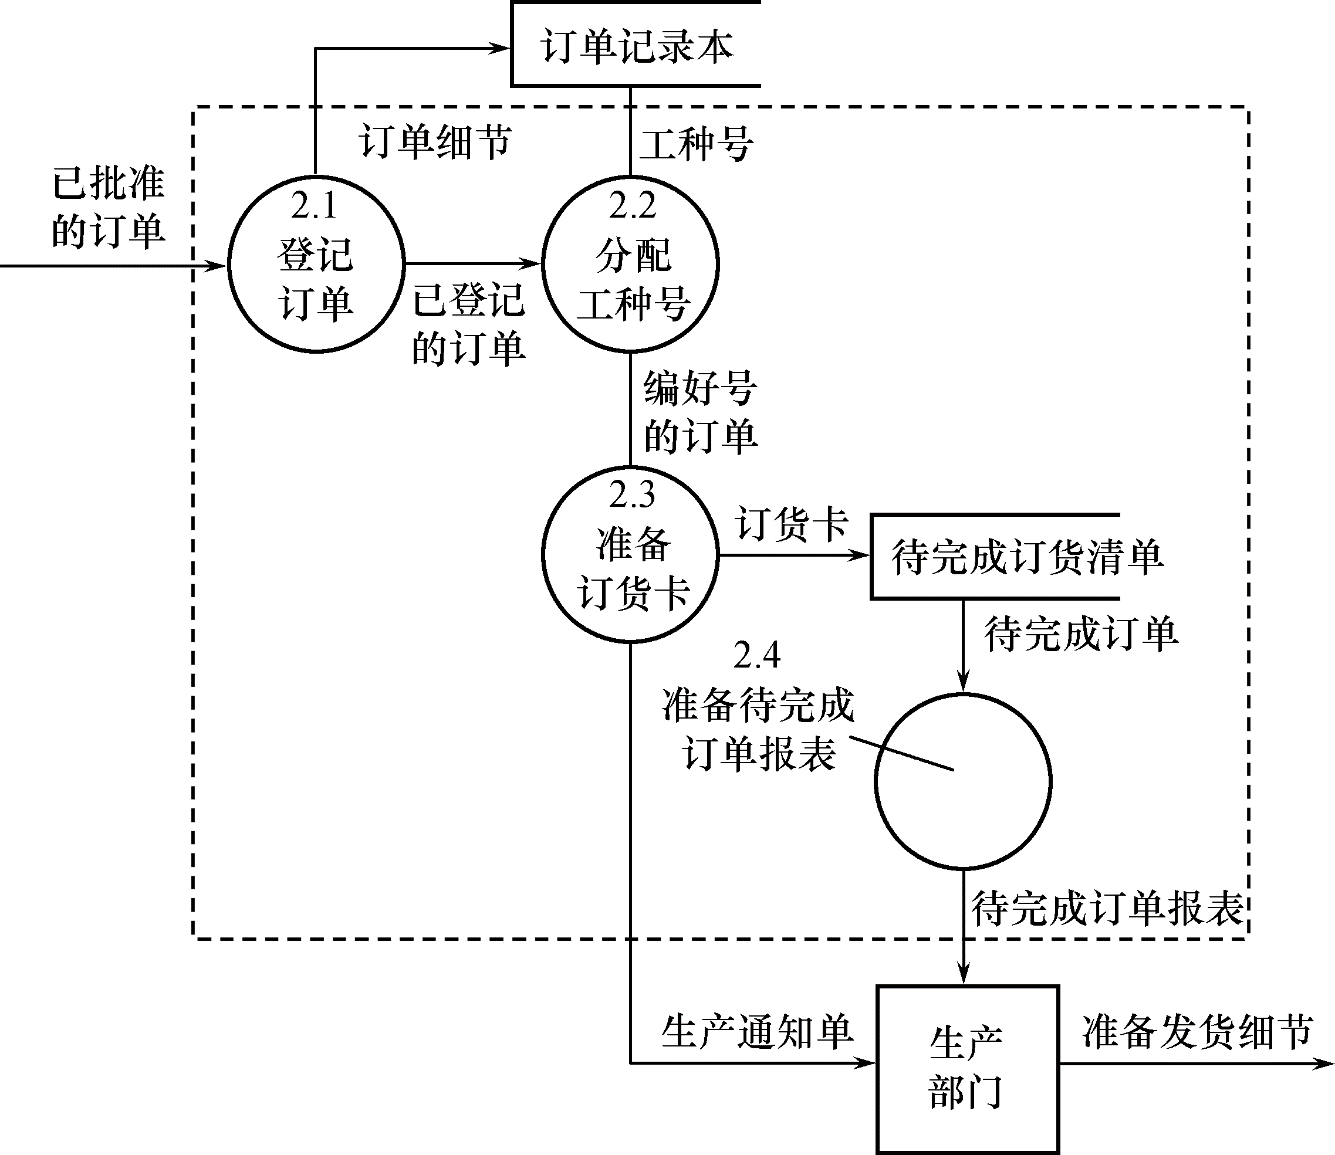 订单记录本
订单细节
工种号
已批准
的订单
2.1
登记
订单
2.2
分配
工种号
已登记
的订单
编好号
的订单
2.3
准备
订货卡
订货卡
待完成订货清单
待完成订单
2.4
准备待完成
订单报表
待完成订单报表
生产通知单
生产
部门
准备发货细节